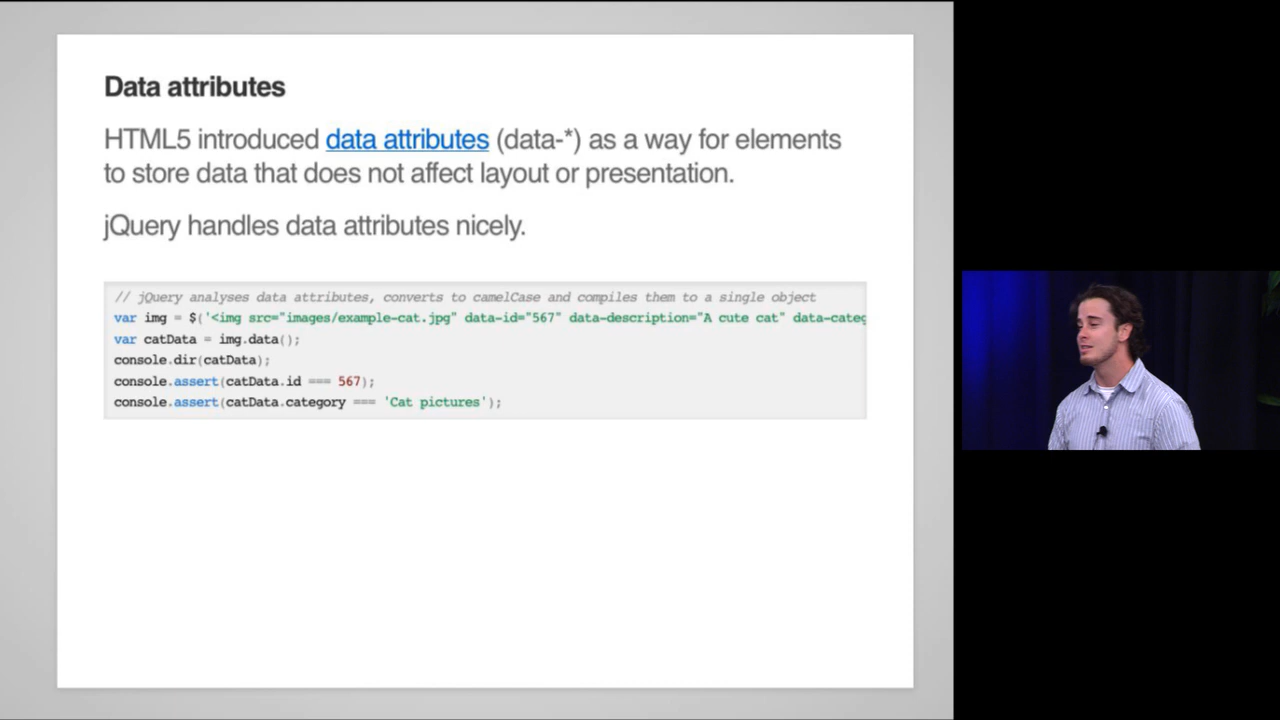 Data attributes
HTML5 introduced data attributes (data-*) as a way for elements
to store data that does not affect layout or presentation.
jQuery handles data attributes nicely.
// jQuery analyses data attributes, converts to camelCase and compiles them to a single object
var img = $('<img src="images/example-cat.jpg" data-id="567" data-description="A cute cat" data-categ
var catData = img.data();
console.dir(catData);
console.assert(catData.id === 567);
console.assert(catData.category === 'Cat pictures');